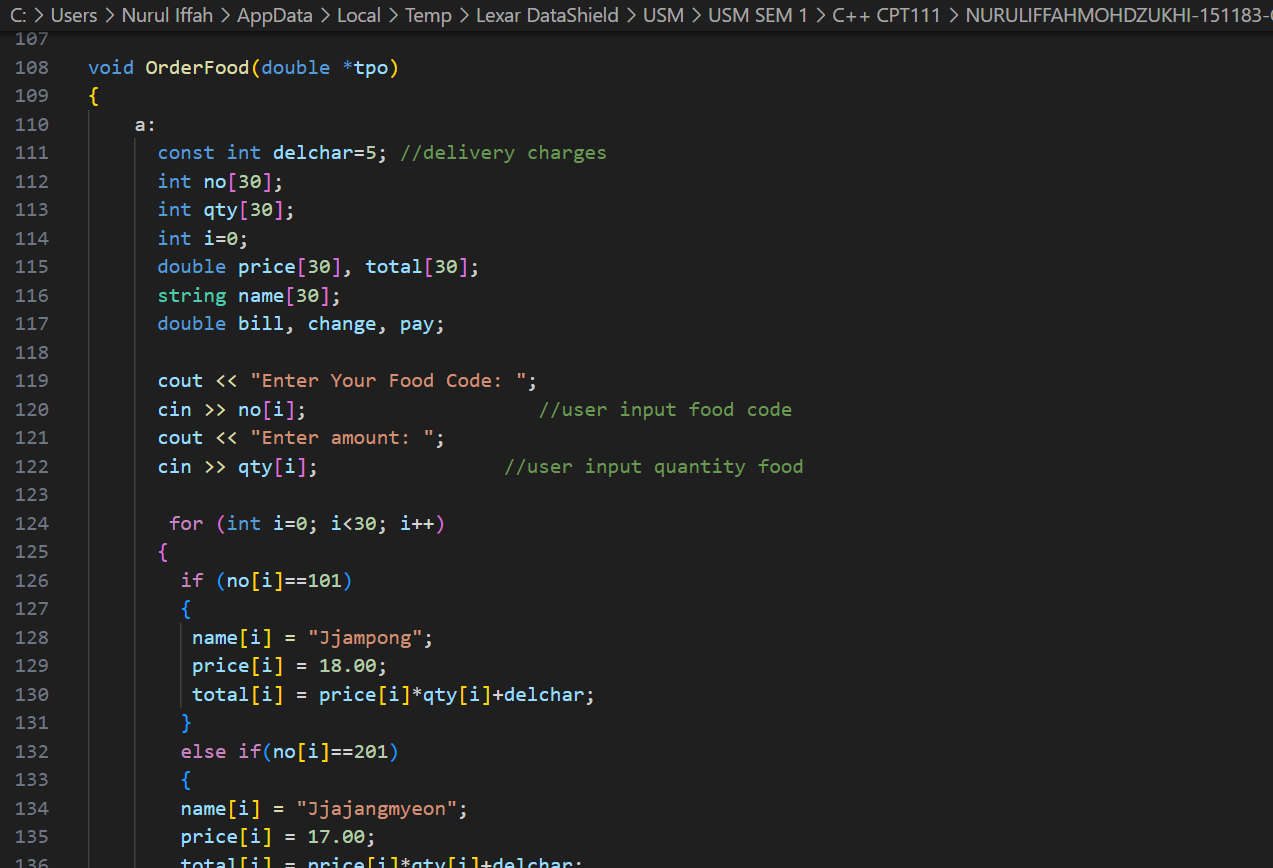 C: > Users > Nurul Iffah > AppData > Local > Temp > Lexar DataShield > USM > USM SEM 1 > C++ CPT111 > NURULIFFAHMOHDZUKHI-151183-
107
108 void OrderFood(double *tpo)
109 {
110 a:
111 const int delchar=5; //delivery charges
112 int no[30];
113 int qty[30];
114 int i=0;
115 double price[30], total[30];
116 string name[30];
117 double bill, change, pay;
118
119 cout << "Enter Your Food Code: ";
120 cin >> no[i]; //user input food code
121 cout << "Enter amount: ";
122 cin >> qty[i]; //user input quantity food
123
124 for (int i=0; i<30; i++)
125 {
126 if (no[i]==101)
127 {
128 name[i] = "Jjampong";
129 price[i] = 18.00;
130 total[i] = price[i]*qty[i]+delchar;
131 }
132 else if(no[i]==201)
133 {
134 name[i] = "Jjajangmyeon";
135 price[i] = 17.00;
136 total[i] = price[i]*qty[i]+delchar;